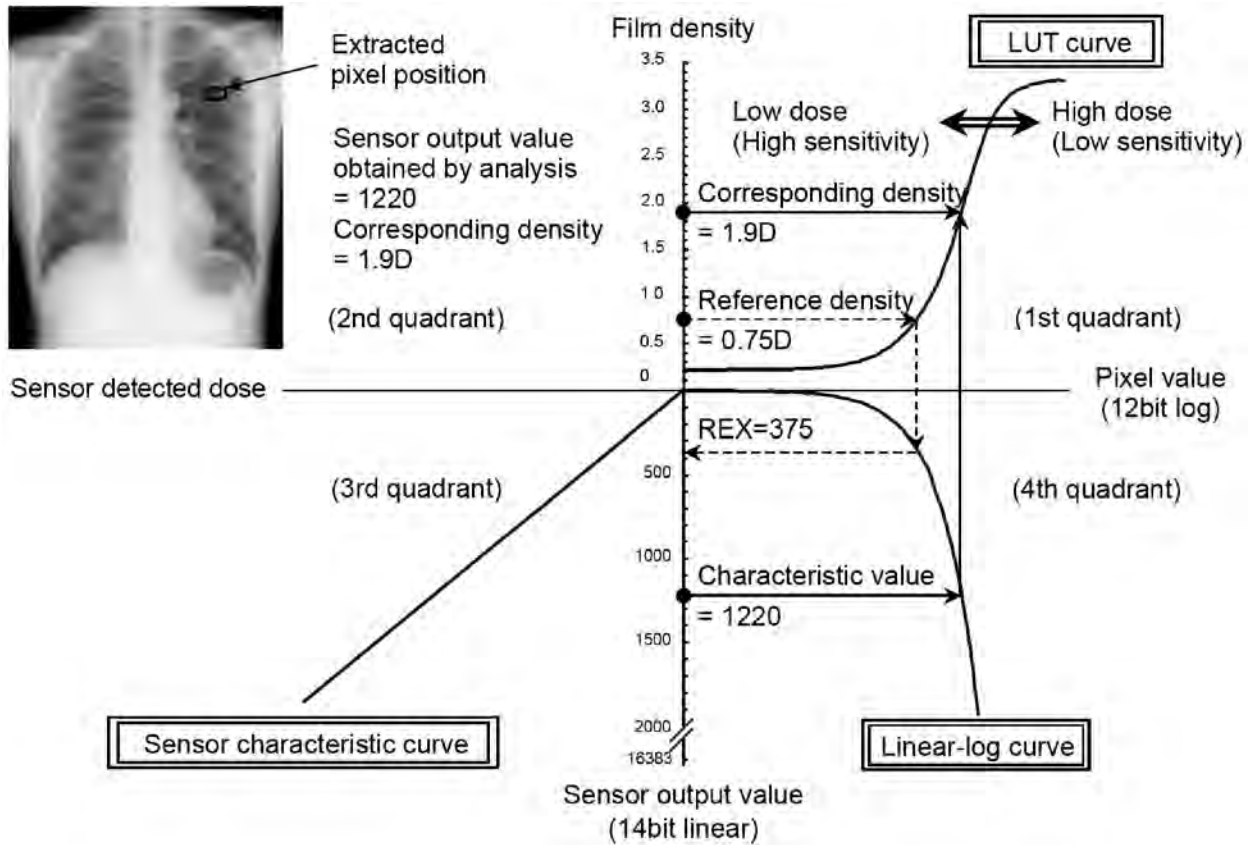 Film density
LUT curve
Extracted
pixel position
Sensor output value
obtained by analysis
= 1220
Corresponding density
= 1.9D
3.5
3.0
2.5
2.0
1.5
1.0
0.5
0
Low dose
(High sensitivity)
High dose
(Low sensitivity)
Corresponding density
= 1.9D
Reference density
= 0.75D
(2nd quadrant)
(1st quadrant)
Sensor detected dose
Pixel value
(12bit log)
REX=375
500
(3rd quadrant)
(4th quadrant)
1000
Characteristic value
= 1220
1500
2000
16383
Sensor characteristic curve
Linear-log curve
Sensor output value
(14bit linear)